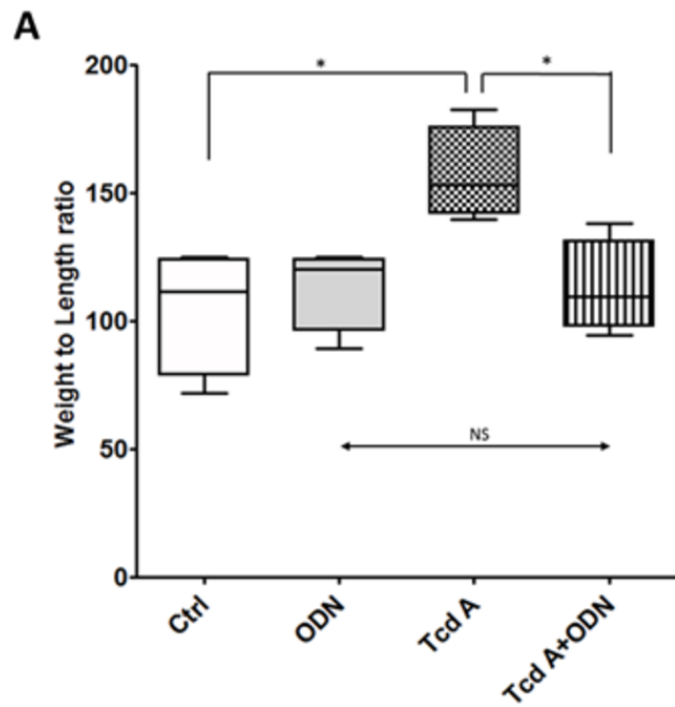 A
200
150
100
50
0
Weight to Length ratio
*
*
NS
Ctrl
ODN
Tcd A
Tcd A+ODN